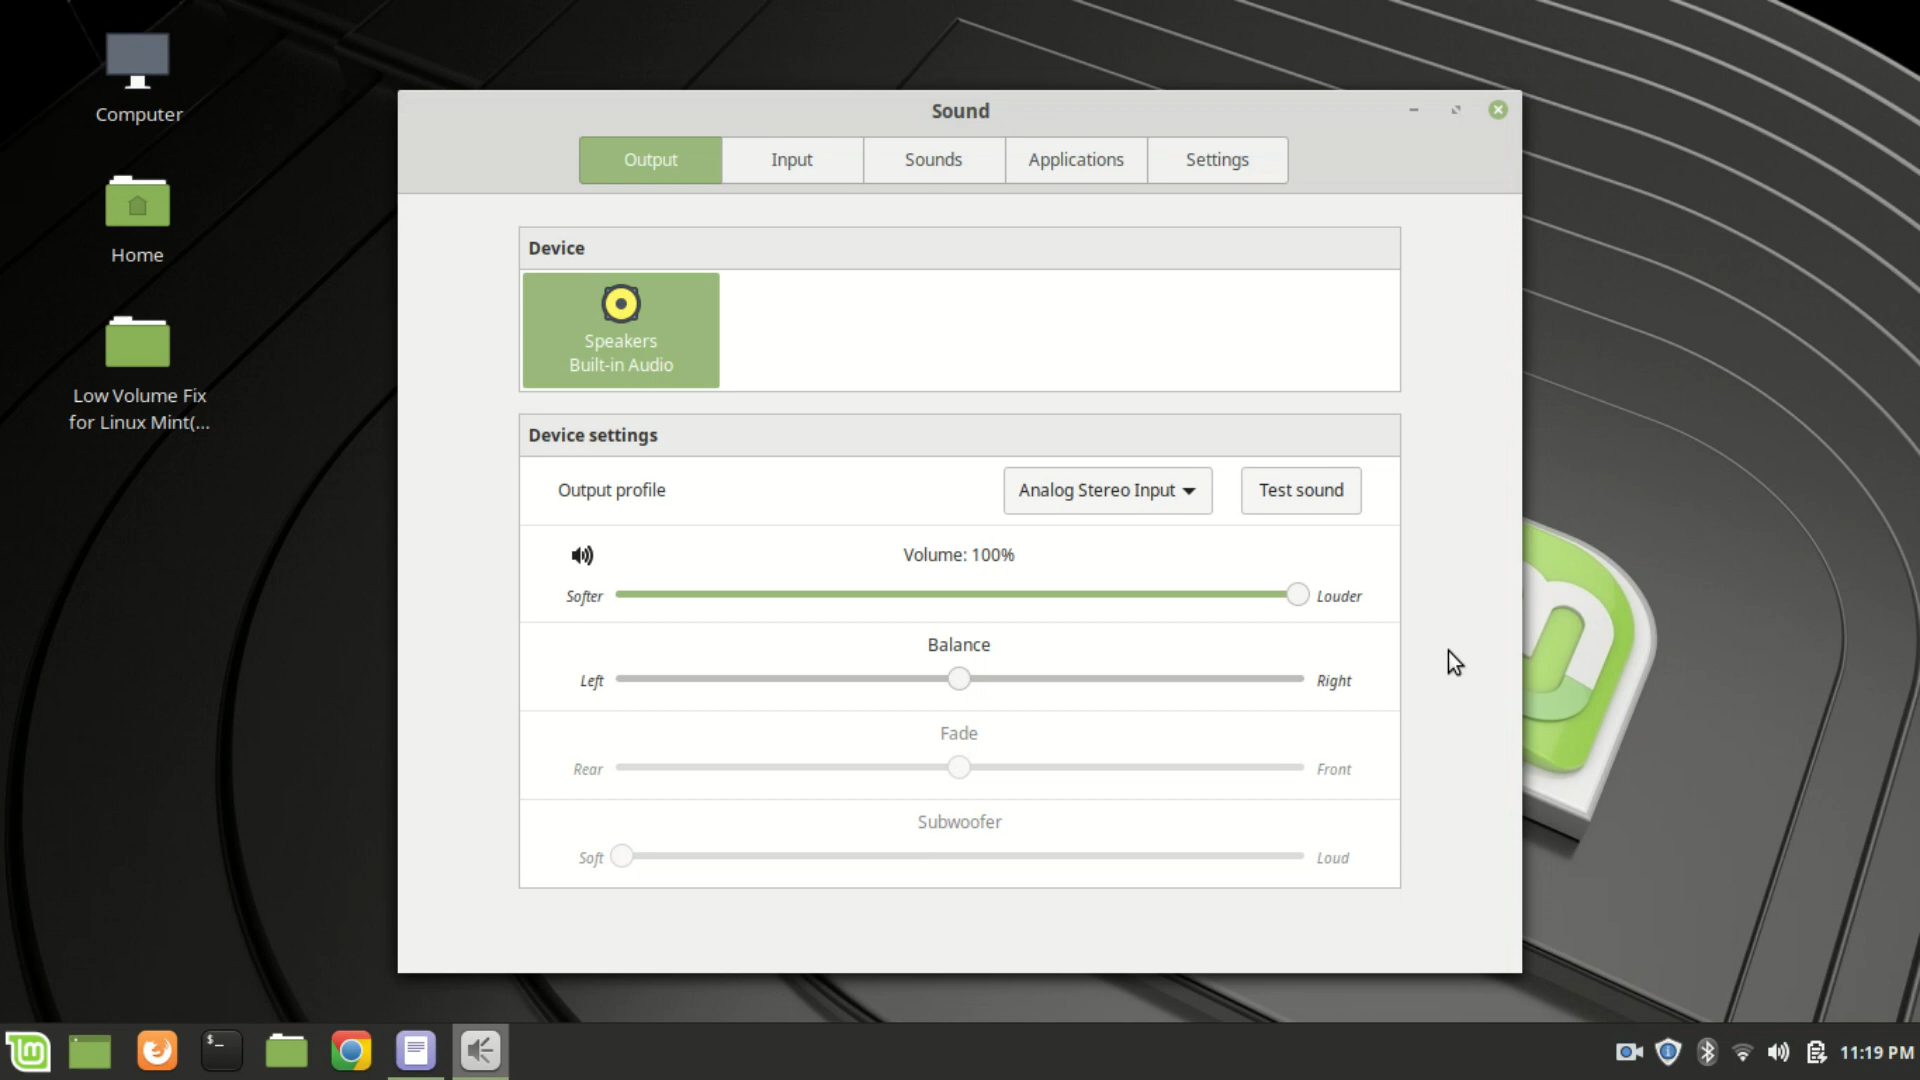 Computer
Home
Low Volume Fix
for Linux Mint(...
Sound
Output
Input
Sounds
Applications
Settings
Device
Speakers
Built-in Audio
Device settings
Output profile
Analog Stereo Input
Test sound
Volume: 100%
Softer
Louder
Balance
Left
Right
Fade
Rear
Front
Subwoofer
Soft
Loud
$_
11:19 PM